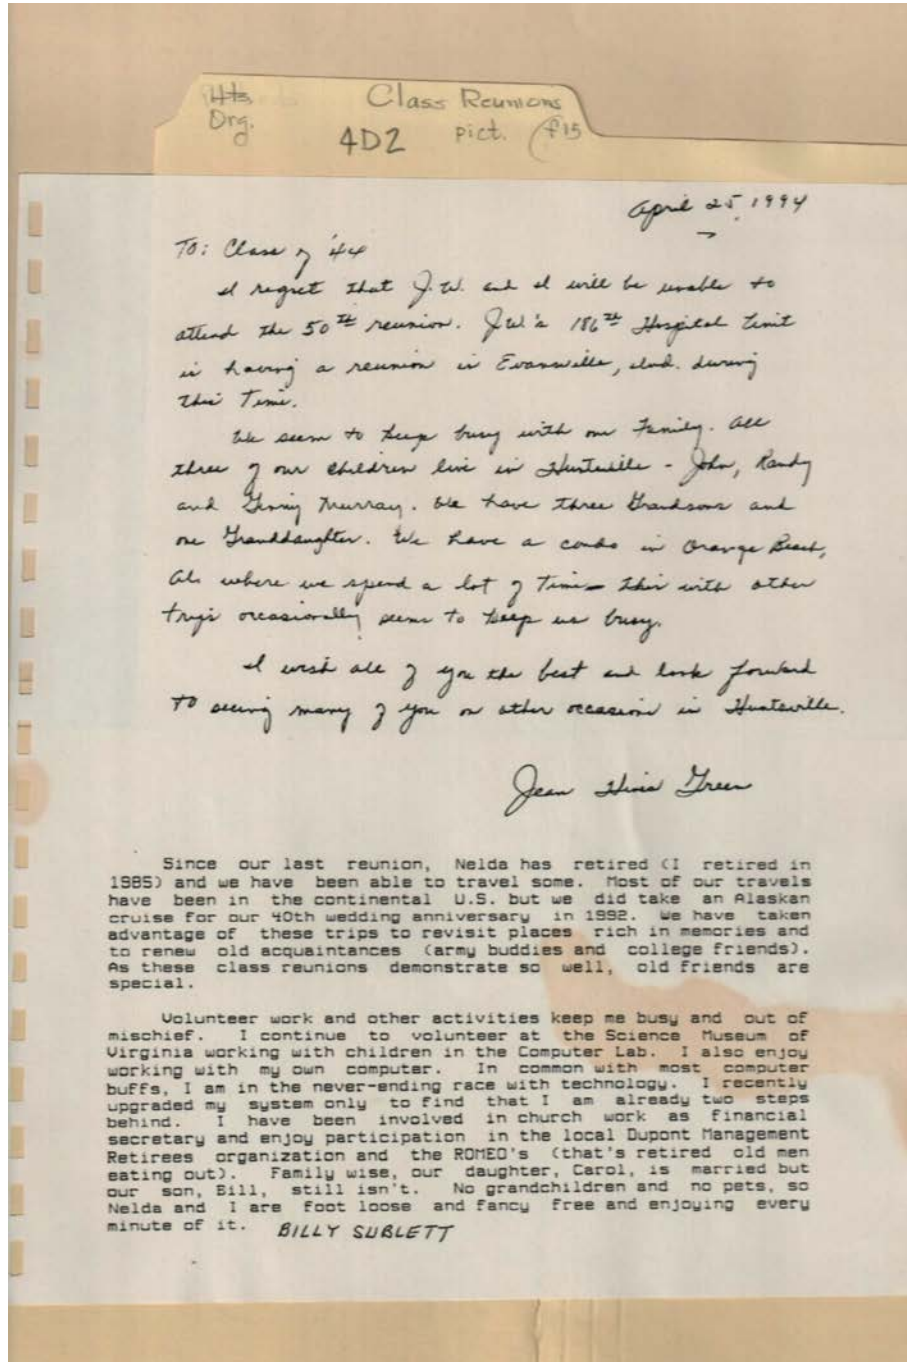 Hts.
Org.
Class Reunions
4D2 pict. (f15
April 25, 1994
To: Class of '44
I regret that J.W. and I will be unable to
attend the 50th reunion. J.W.'s 186th Hospital Unit
is having a reunion in Evansville, Ind. during
this time.
We seem to keep busy with our family. All
three of our children live in Huntsville - John, Randy
and Ginny Murray. We have three Grandsons and
one Granddaughter. We have a condo in Orange Beach,
Al. where we spend a lot of time - this with other
tryps occasionally seems to keep us busy.
I wish all of you the best and look forward
to seeing many of you on other occasions in Huntsville.
Jean Green
Since our last reunion, Nelda has retired (I retired in
1985) and we have been able to travel some. Most of our travels
have been in the continental U.S. but we did take an Alaskan
cruise for our 40th wedding anniversary in 1992. We have taken
advantage of these trips to revisit places rich in memories and
to renew old acquaintances (army buddies and college friends).
As these class reunions demonstrate so well, old friends are
special.
Volunteer work and other activities keep me busy and out of
mischief. I continue to volunteer at the Science Museum of
Virginia working with children in the Computer Lab. I also enjoy
working with my own computer. In common with most computer
buffs, I am in the never-ending race with technology. I recently
upgraded my system only to find that I am already two steps
behind. I have been involved in church work as financial
secretary and enjoy participation in the local Dupont Management
Retirees organization and the ROMEO's (that's retired old men
eating out). Family wise, our daughter, Carol, is married but
our son, Bill, still isn't. No grandchildren and no pets, so
Nelda and I are foot loose and fancy free and enjoying every
minute of it. BILLY SUBLETT